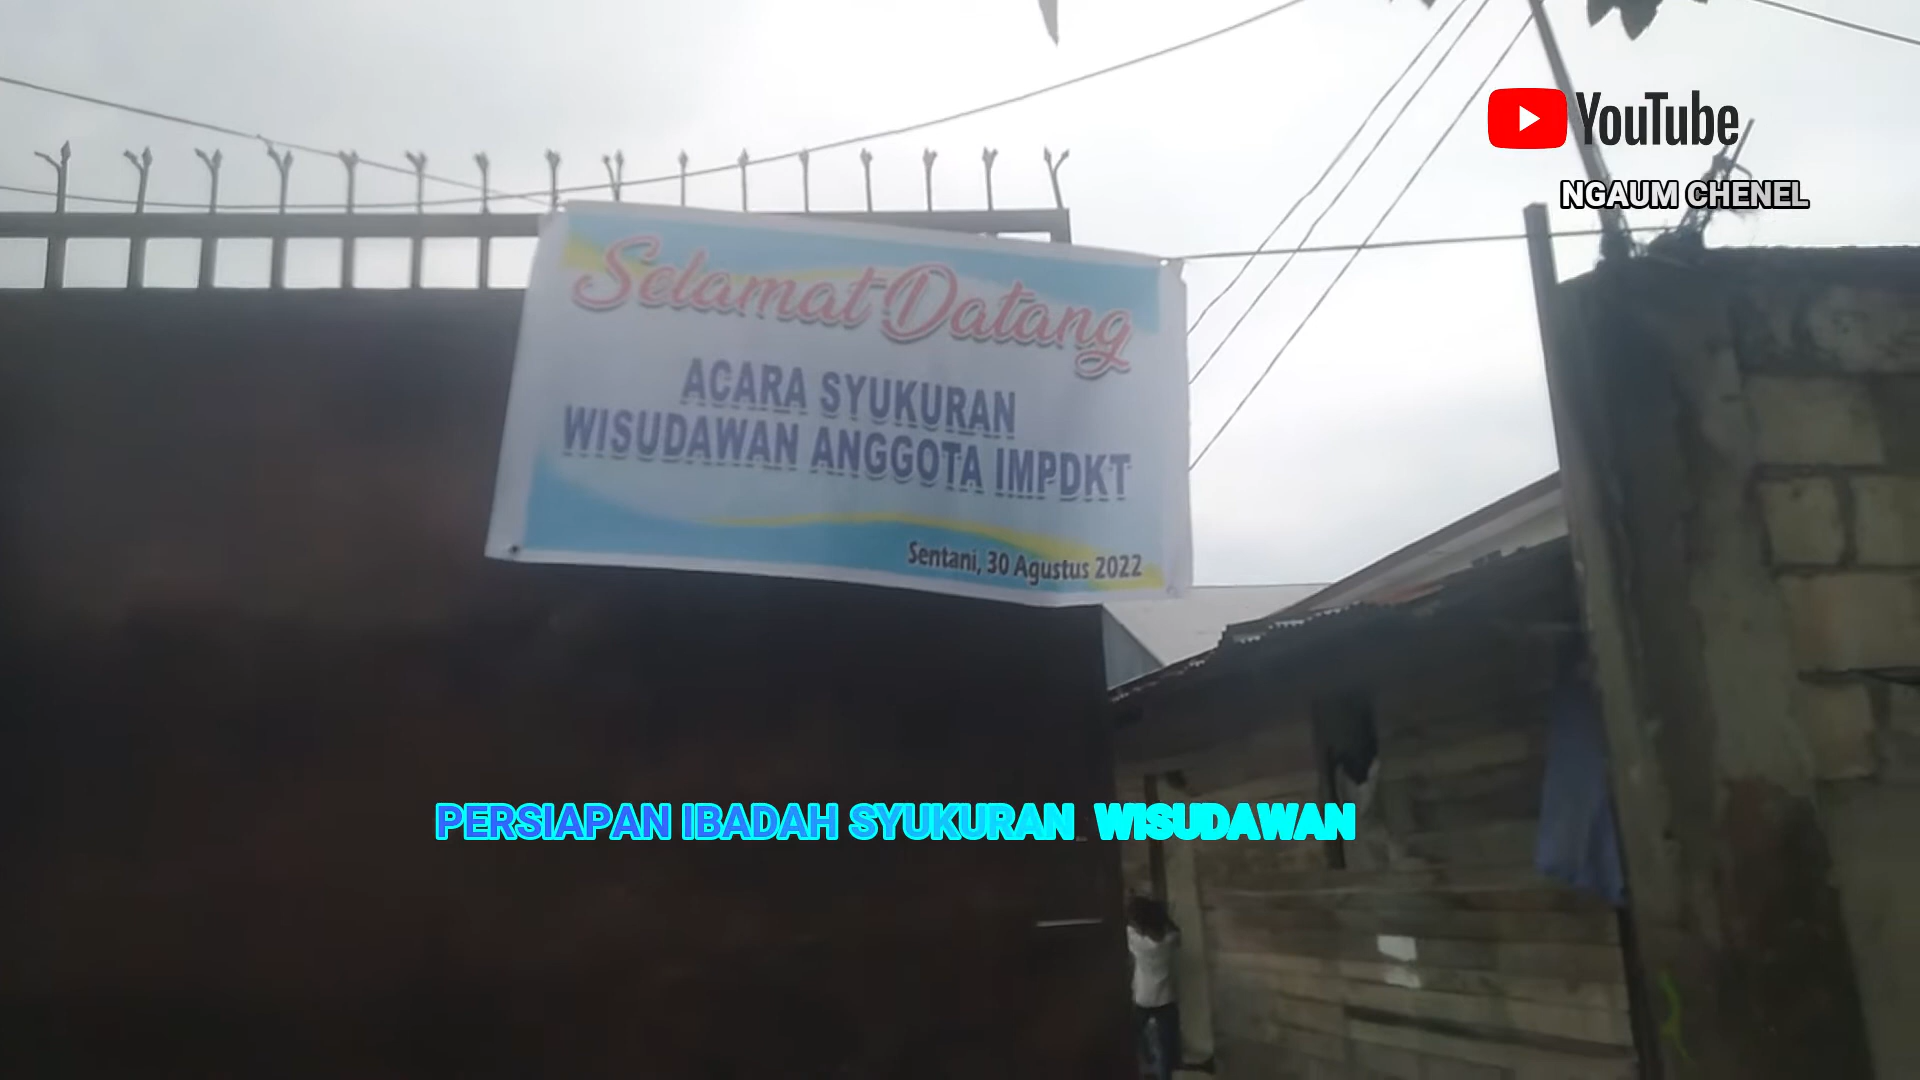 YouTube
NGAUM CHENEL
Selamat Datang
ACARA SYUKURAN
WISUDAWAN ANGGOTA IMPDKT
Sentani, 30 Agustus 2022
PERSIAPAN IBADAH SYUKURAN WISUDAWAN